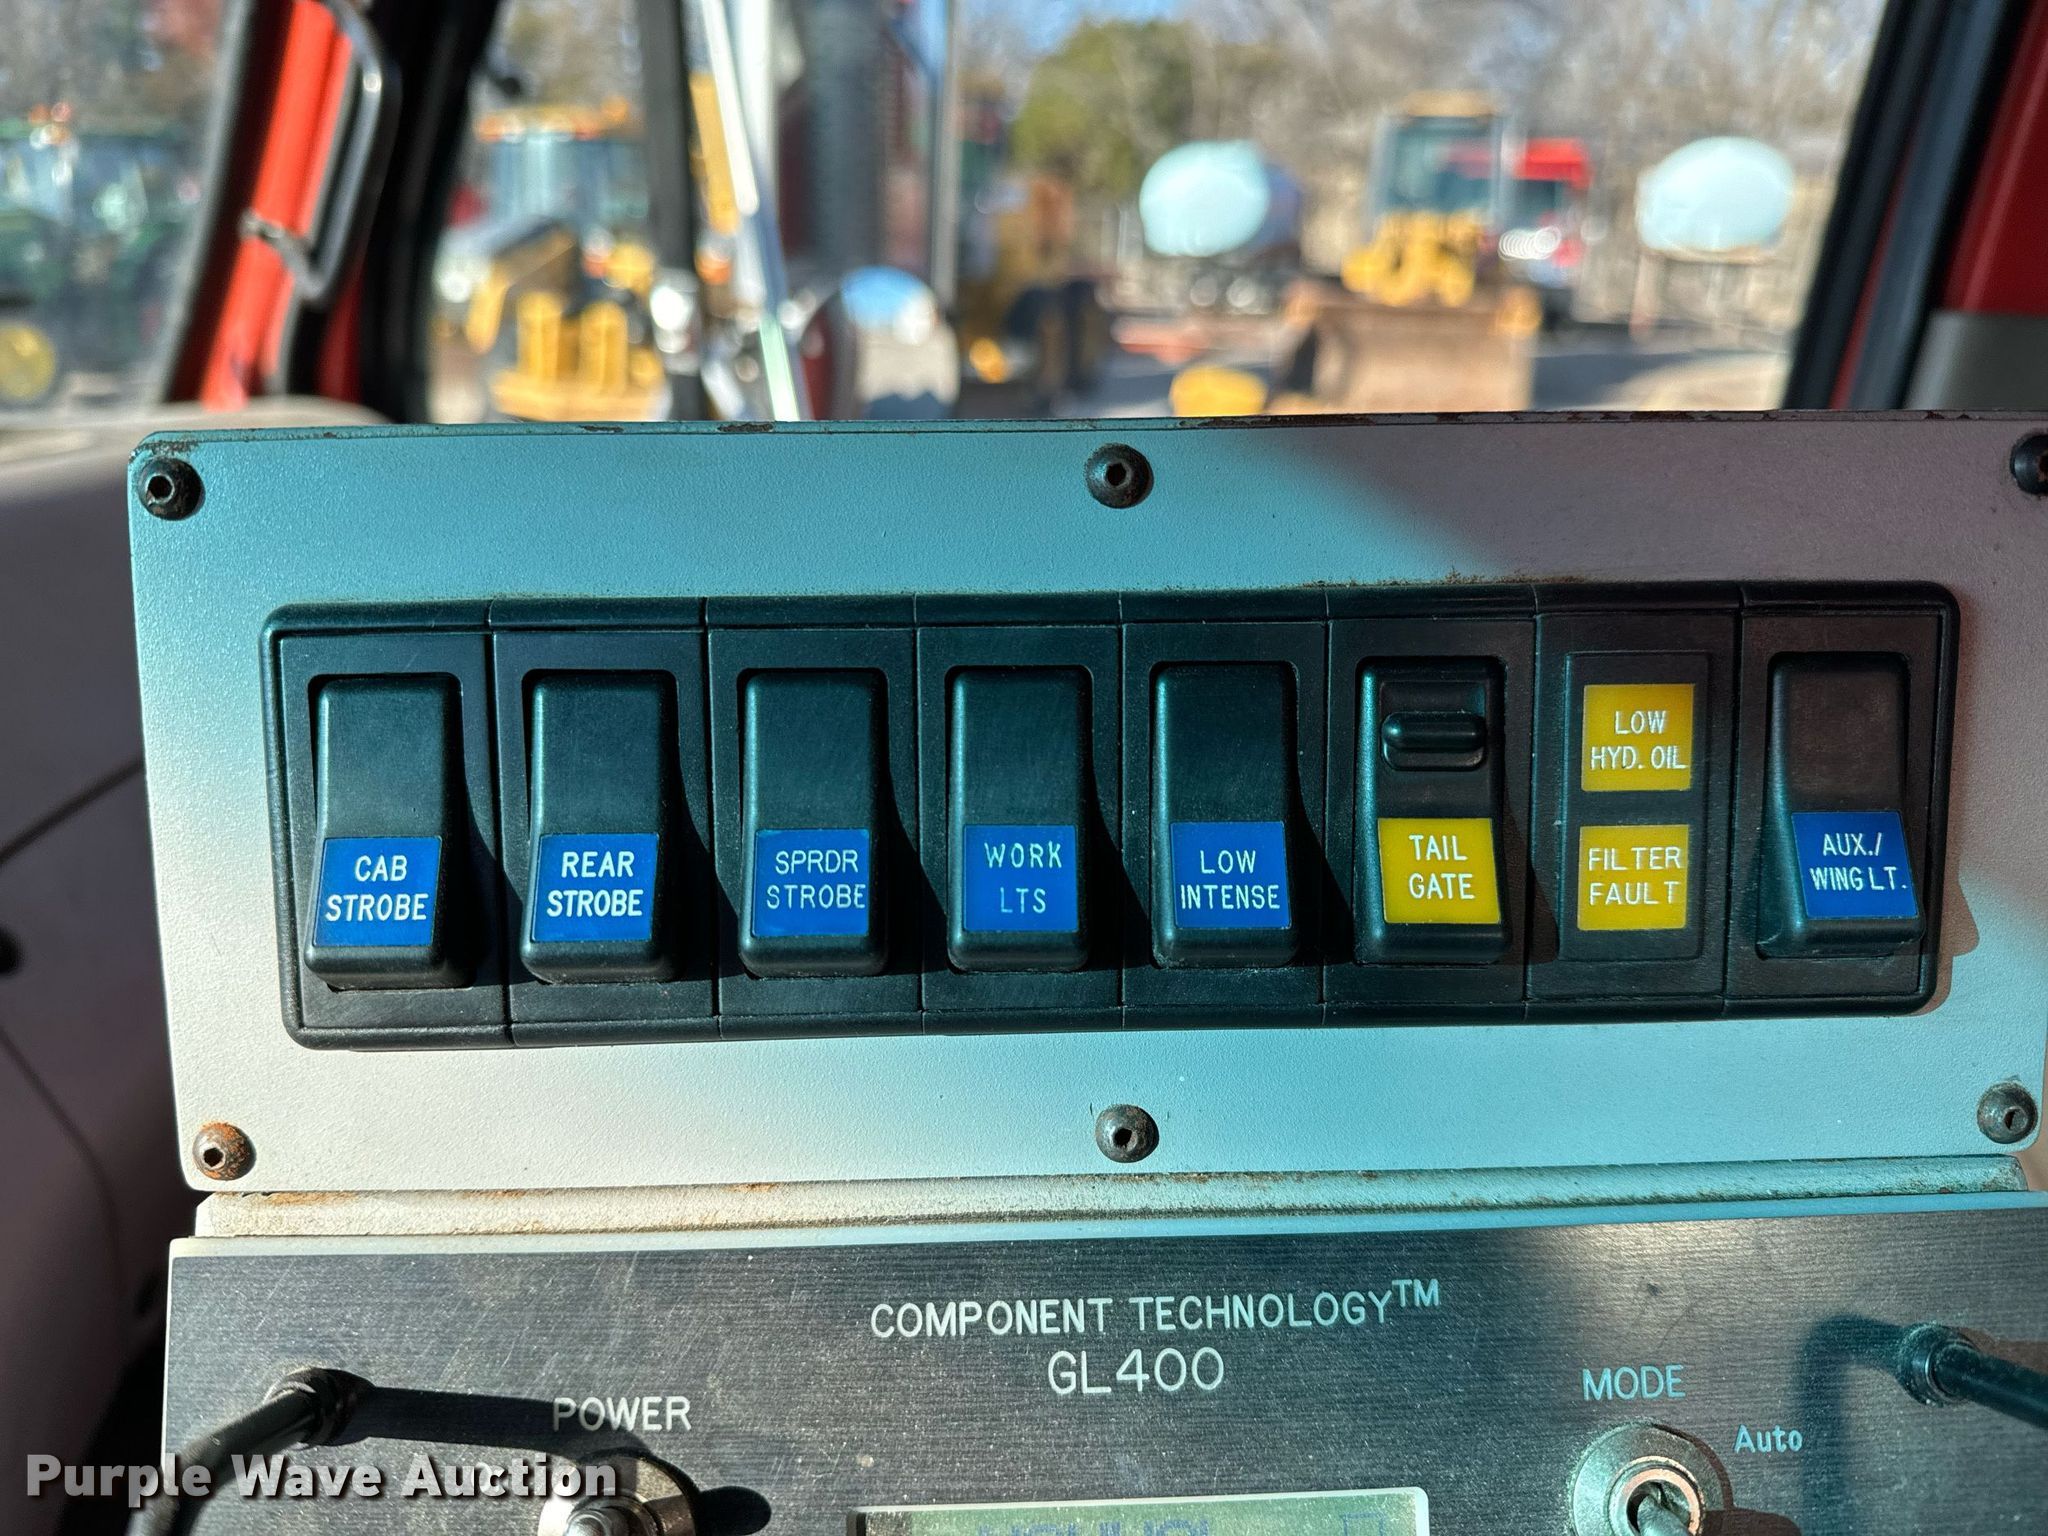 CAB
STROBE
REAR
STROBE
SPRDR
STROBE
WORK
LTS
LOW
INTENSE
TAIL
GATE
LOW
HYD. OIL
FILTER
FAULT
AUX./
WING LT.
COMPONENT TECHNOLOGY™
GL400
POWER
MODE
Auto
Purple Wave Auction